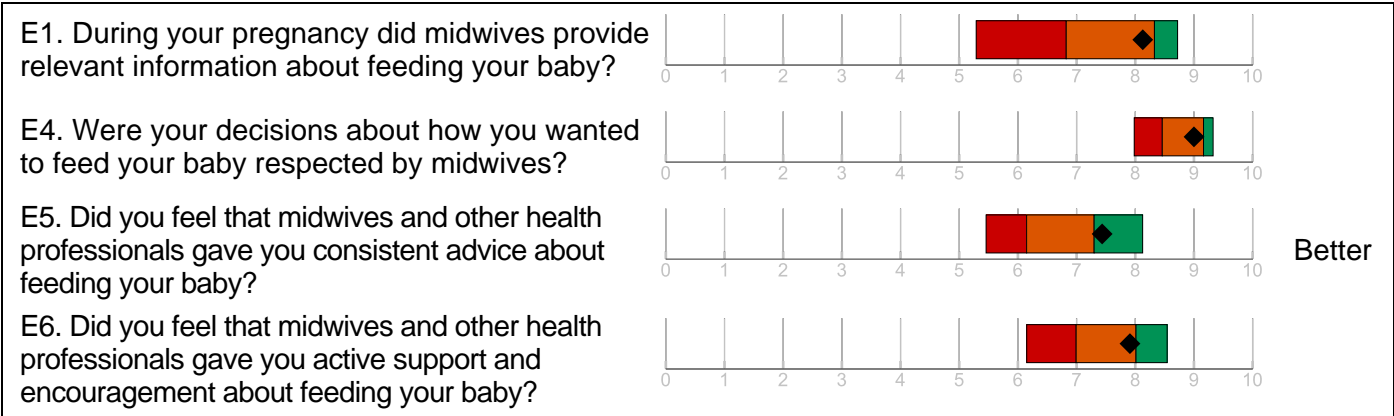 E1. During your pregnancy did midwives provide
relevant information about feeding your baby?
0 1 2 3 4 5 6 7 8 9 10
E4. Were your decisions about how you wanted
to feed your baby respected by midwives?
0 1 2 3 4 5 6 7 8 9 10
E5. Did you feel that midwives and other health
professionals gave you consistent advice about
feeding your baby?
0 1 2 3 4 5 6 7 8 9 10
Better
E6. Did you feel that midwives and other health
professionals gave you active support and
encouragement about feeding your baby?
0 1 2 3 4 5 6 7 8 9 10